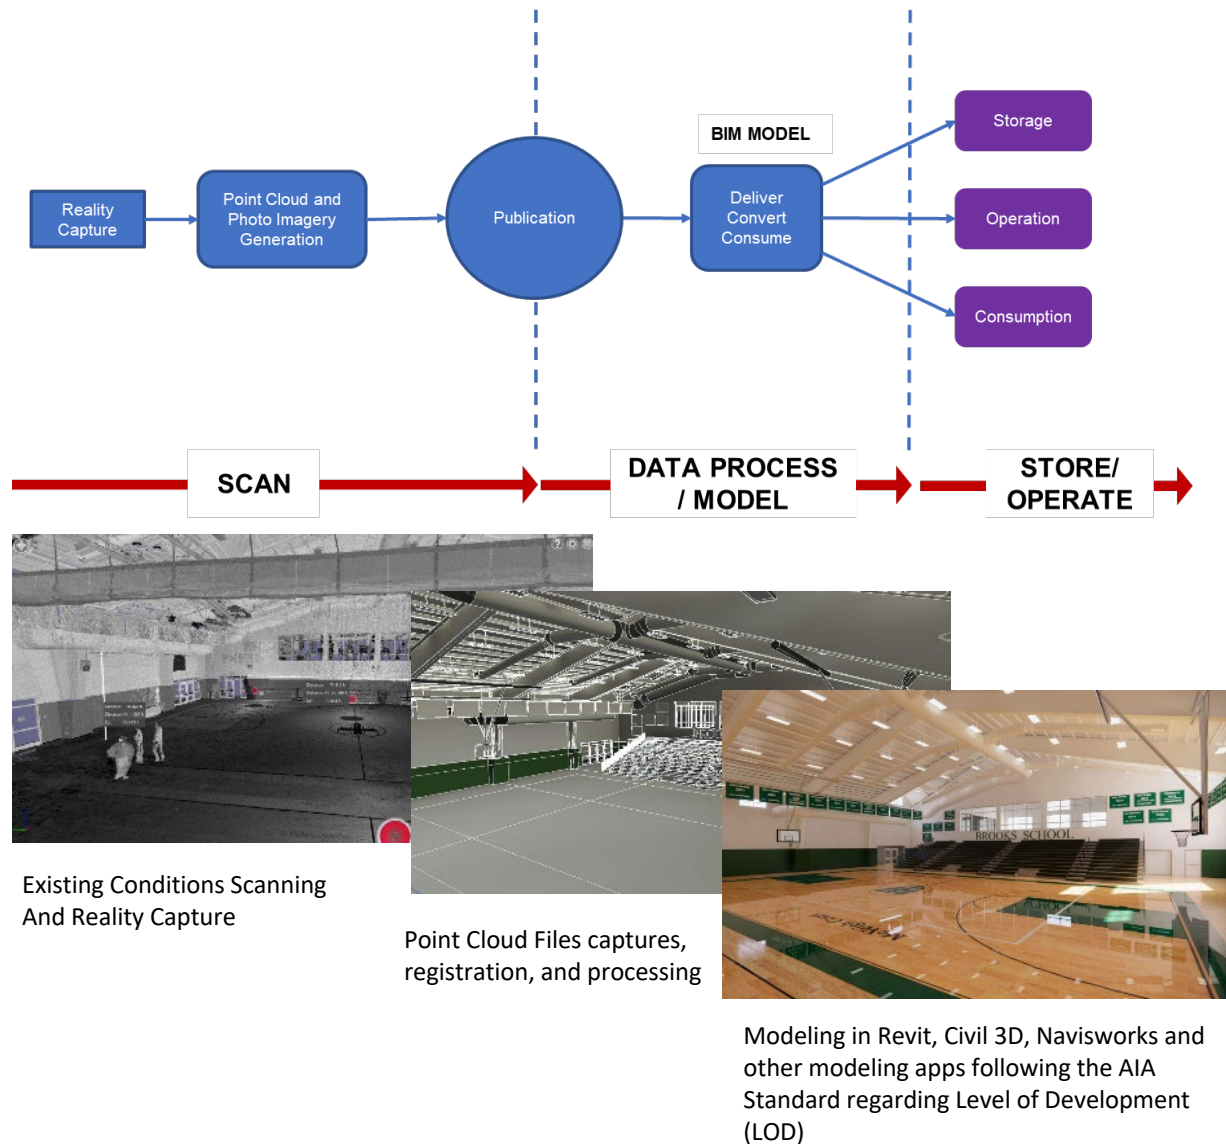 BIM MODEL
Storage
Reality
Capture
Point Cloud and
Photo Imagery
Generation
Publication
Deliver
Convert
Consume
Operation
Consumption
SCAN
DATA PROCESS
/ MODEL
STORE/
OPERATE
BROOKS SCHOOL
Existing Conditions Scanning
And Reality Capture
Point Cloud Files captures,
registration, and processing
Modeling in Revit, Civil 3D, Navisworks and
other modeling apps following the AIA
Standard regarding Level of Development
(LOD)